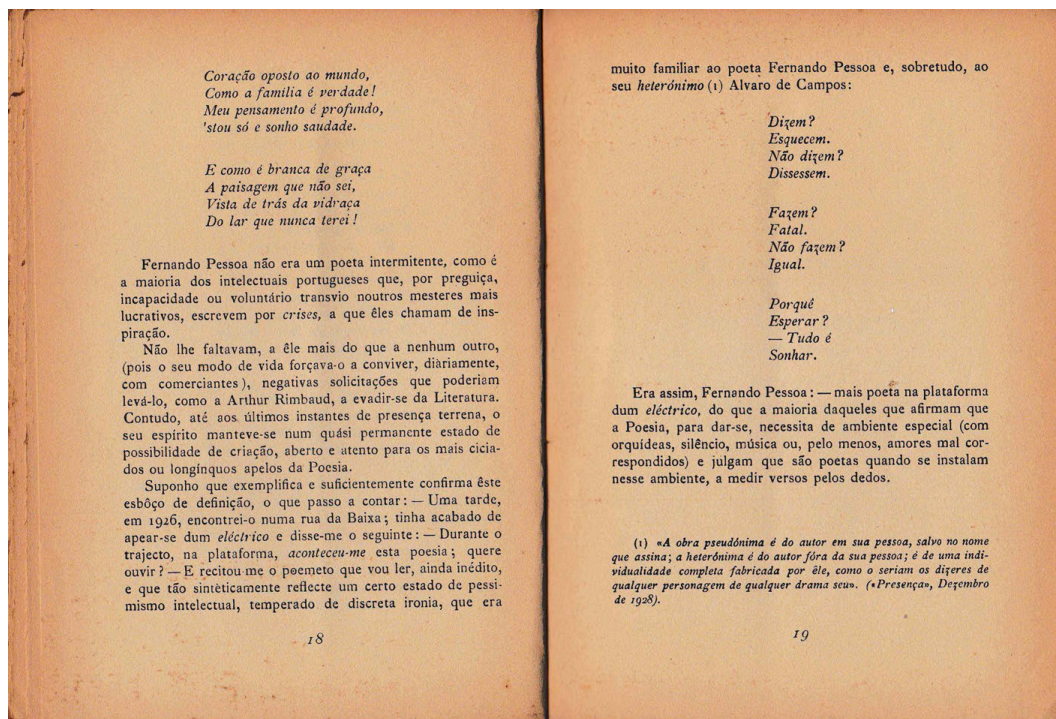 Coração oposto ao mundo,
Como a família é verdade!
Meu pensamento é profundo,
'stou só e sonho saudade.
E como é branca de graça
A paisagem que não sei,
Vista de trás da vidraça
Do lar que nunca terei!
Fernando Pessoa não era um poeta intermitente, como é
a maioria dos intelectuais portugueses que, por preguiça,
incapacidade ou voluntário transvio noutros mesteres mais
lucrativos, escrevem por crises, a que êles chamam de ins-
piração.
Não lhe faltavam, a êle mais do que a nenhum outro,
(pois o seu modo de vida forçava-o a conviver, diàriamente,
com comerciantes), negativas solicitações que poderiam
levá-lo, como a Arthur Rimbaud, a evadir-se da Literatura.
Contudo, até aos últimos instantes de presença terrena, o
seu espírito manteve-se num quási permanente estado de
possibilidade de criação, aberto e atento para os mais cicia-
dos ou longínquos apelos da Poesia.
Suponho que exemplifica e suficientemente confirma êste
esbôço de definição, o que passo a contar: — Uma tarde,
em 1926, encontrei-o numa rua da Baixa; tinha acabado de
apear-se dum eléctrico e disse-me o seguinte: — Durante o
trajecto, na plataforma, aconteceu-me esta poesia; quere
ouvir? — E recitou-me o poemeto que vou ler, ainda inédito,
e que tão sintèticamente reflecte um certo estado de pessi-
mismo intelectual, temperado de discreta ironia, que era
18
muito familiar ao poeta Fernando Pessoa e, sobretudo, ao
seu heterónimo (1) Alvaro de Campos:
Dizem?
Esquecem.
Não dizem?
Dissessem.
Fazem?
Fatal.
Não fazem?
Igual.
Porquê
Esperar?
— Tudo é
Sonhar.
Era assim, Fernando Pessoa: — mais poeta na plataforma
dum eléctrico, do que a maioria daqueles que afirmam que
a Poesia, para dar-se, necessita de ambiente especial (com
orquídeas, silêncio, música ou, pelo menos, amores mal cor-
respondidos) e julgam que são poetas quando se instalam
nesse ambiente, a medir versos pelos dedos.
(1) «A obra pseudónima é do autor em sua pessoa, salvo no nome
que assina; a heterónima é do autor fóra da sua pessoa; é de uma indi-
vidualidade completa fabricada por êle, como o seriam os dizeres de
qualquer personagem de qualquer drama seu». («Presença», Dezembro
de 1928).
19